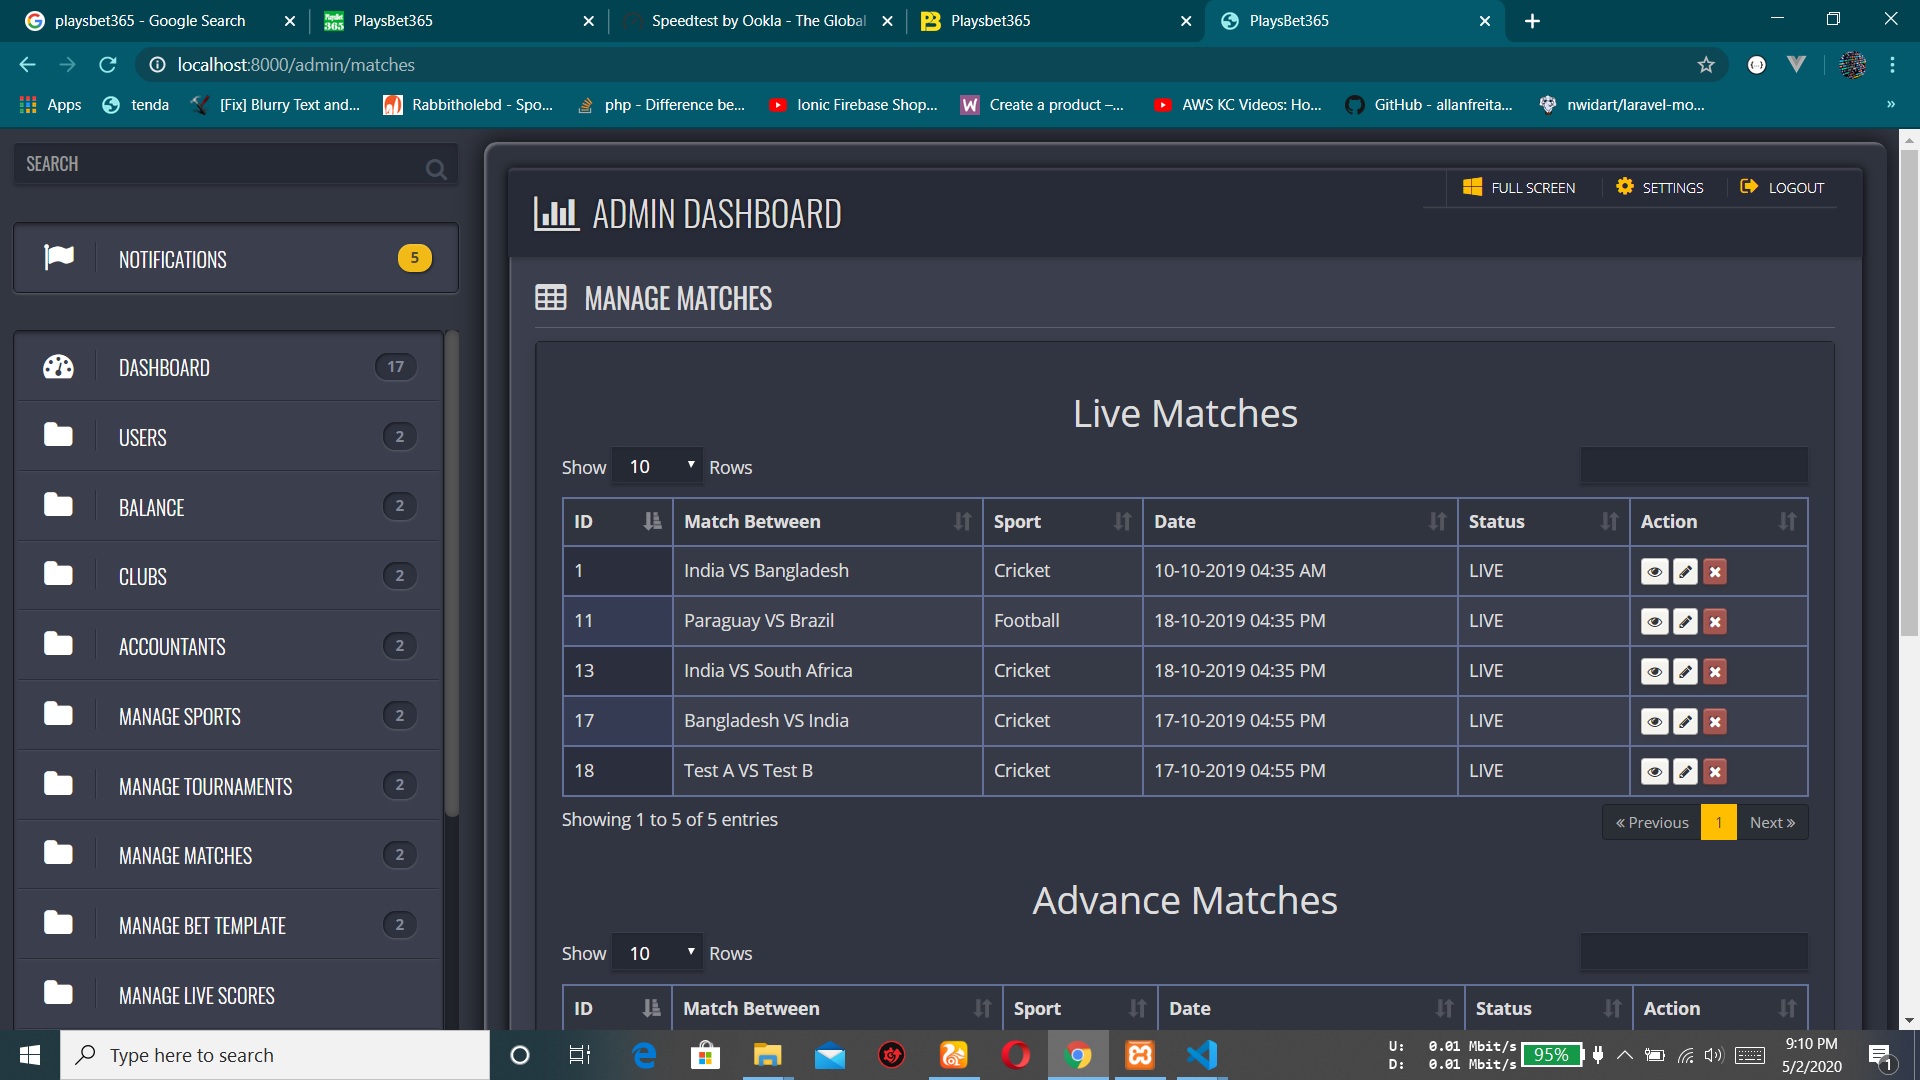 playsbet365 - Google Search
PlaysBet365
Speedtest by Ookla - The Global
Playsbet365
PlaysBet365
localhost:8000/admin/matches
Apps
tenda
[Fix] Blurry Text and...
Rabbitholebd - Spo...
php - Difference be...
Ionic Firebase Shop...
Create a product –...
AWS KC Videos: Ho...
GitHub - allanfreita...
nwidart/laravel-mo...
»
SEARCH
NOTIFICATIONS 5
DASHBOARD 17
USERS 2
BALANCE 2
CLUBS 2
ACCOUNTANTS 2
MANAGE SPORTS 2
MANAGE TOURNAMENTS 2
MANAGE MATCHES 2
MANAGE BET TEMPLATE 2
MANAGE LIVE SCORES
FULL SCREEN SETTINGS LOGOUT
ADMIN DASHBOARD
MANAGE MATCHES
Live Matches
Show 10 Rows
ID Match Between Sport Date Status Action
1 India VS Bangladesh Cricket 10-10-2019 04:35 AM LIVE
11 Paraguay VS Brazil Football 18-10-2019 04:35 PM LIVE
13 India VS South Africa Cricket 18-10-2019 04:35 PM LIVE
17 Bangladesh VS India Cricket 17-10-2019 04:55 PM LIVE
18 Test A VS Test B Cricket 17-10-2019 04:55 PM LIVE
Showing 1 to 5 of 5 entries
« Previous 1 Next »
Advance Matches
Show 10 Rows
ID Match Between Sport Date Status Action
Type here to search
U: 0.01 Mbit/s
D: 0.01 Mbit/s
95%
9:10 PM
5/2/2020
1